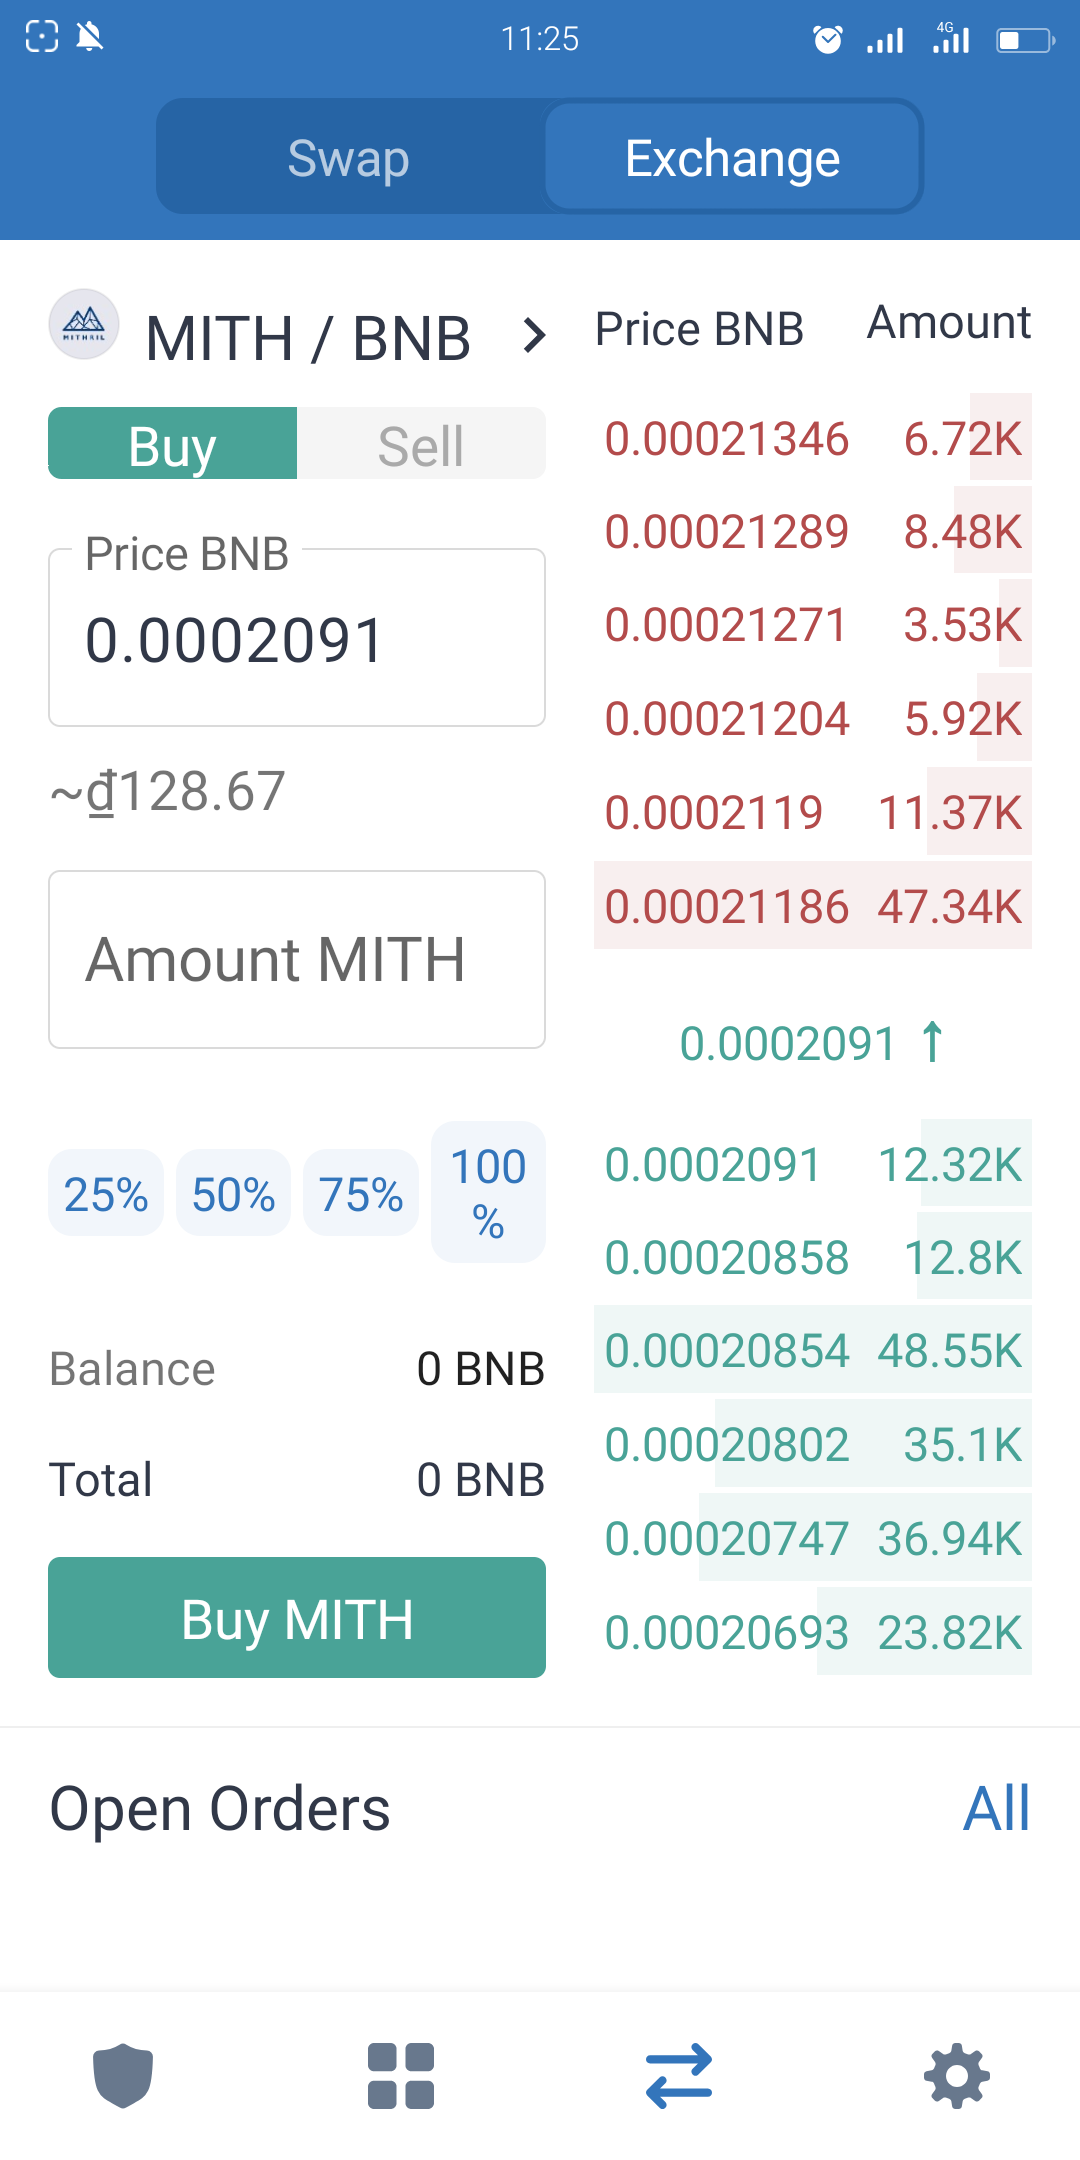 11:25
4G
Swap
Exchange
MITHRIL
MITH / BNB
Price BNB
Amount
Buy
Sell
Price BNB
0.0002091
~₫128.67
Amount MITH
25%
50%
75%
100
%
Balance
0 BNB
Total
0 BNB
Buy MITH
0.00021346 6.72K
0.00021289 8.48K
0.00021271 3.53K
0.00021204 5.92K
0.0002119 11.37K
0.00021186 47.34K
0.0002091 ↑
0.0002091 12.32K
0.00020858 12.8K
0.00020854 48.55K
0.00020802 35.1K
0.00020747 36.94K
0.00020693 23.82K
Open Orders
All